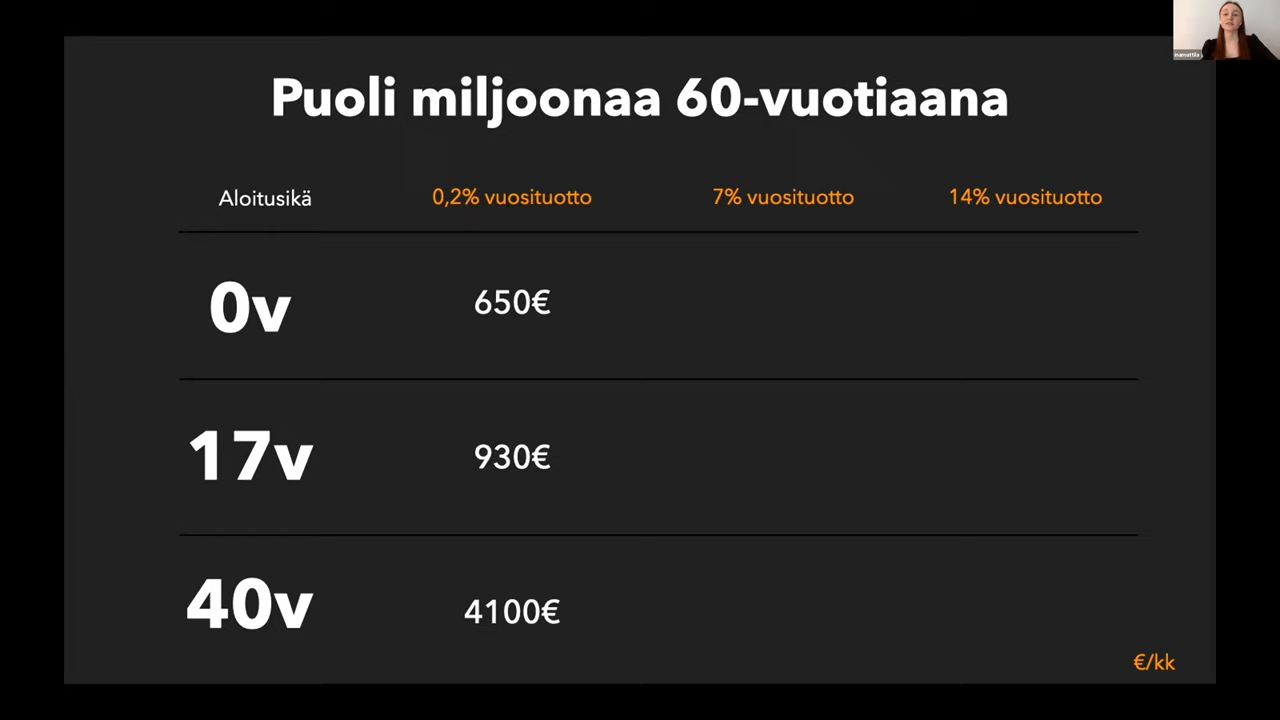 Puoli miljoonaa 60-vuotiaana
Aloitusikä 0,2% vuosituotto 7% vuosituotto 14% vuosituotto
0v 650€
17v 930€
40v 4100€
€/kk